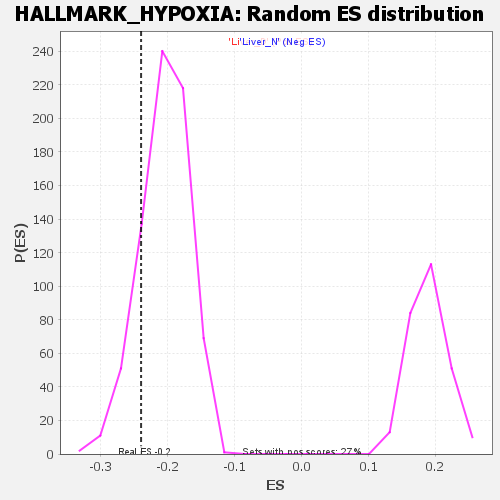 HALLMARK_HYPOXIA: Random ES distribution
'Li'Liver_N' (Neg ES)
240
220
200
180
160
140
120
100
80
60
40
20
0
P(ES)
Real ES -0.2
Sets with pos scores: 27%
-0.3 -0.2 -0.1 0.0 0.1 0.2
ES